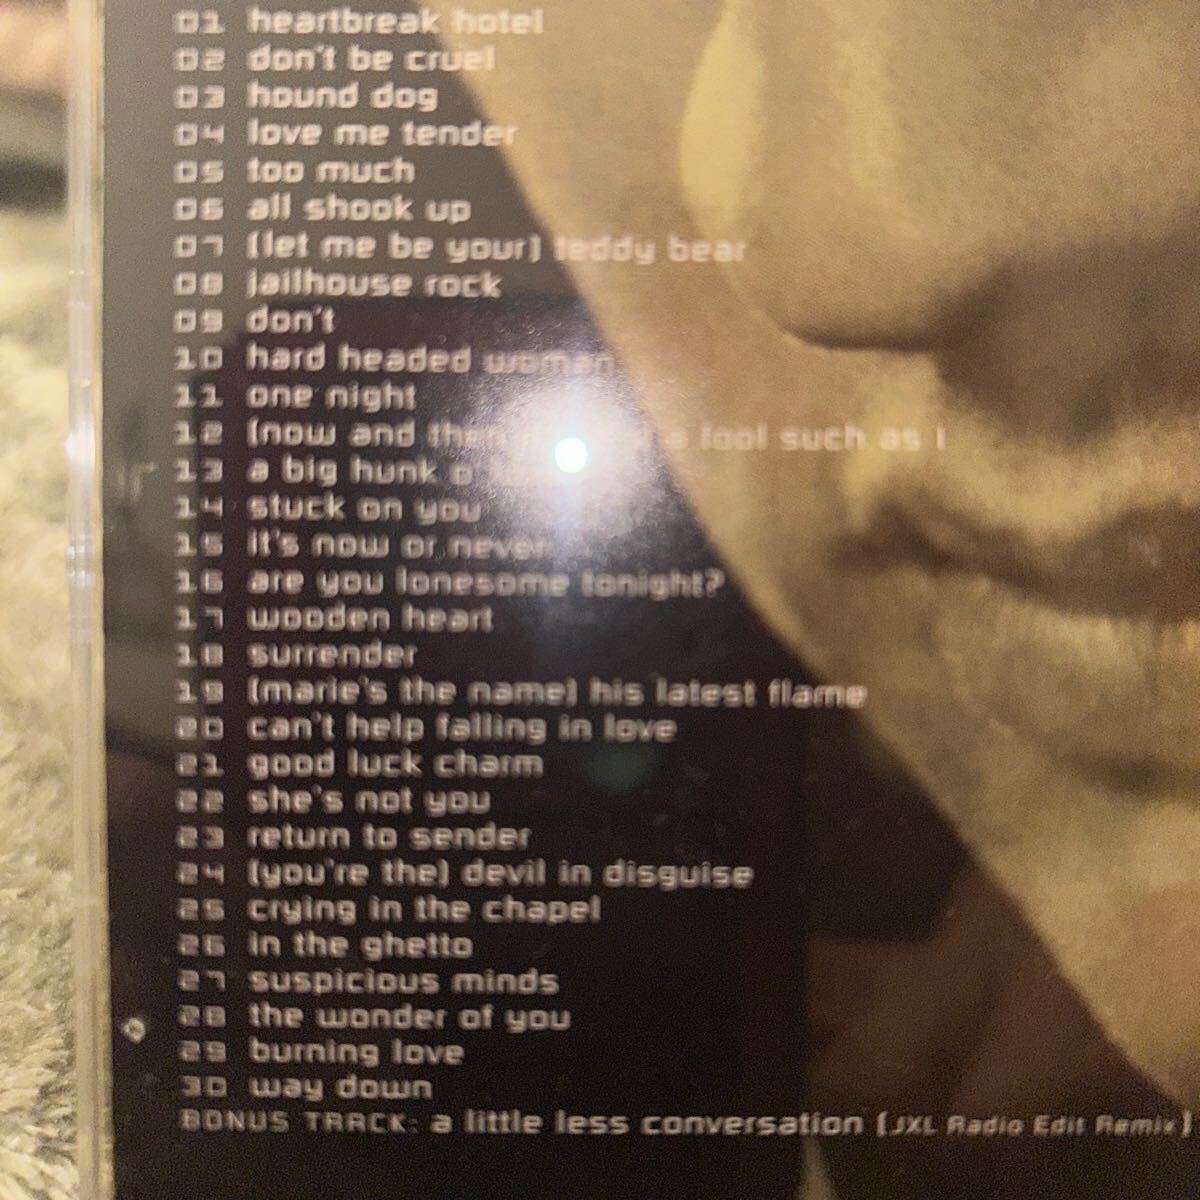 01 heartbreak hotel
02 don't be cruel
03 hound dog
04 love me tender
05 too much
06 all shook up
07 (let me be your) teddy bear
08 jailhouse rock
09 don't
10 hard headed woman
11 one night
12 (now and then a fool such as I
13 a big hunk o
14 stuck on you
15 it's now or never
16 are you lonesome tonight?
17 wooden heart
18 surrender
19 (marie's the name) his latest flame
20 can't help falling in love
21 good luck charm
22 she's not you
23 return to sender
24 (you're the) devil in disguise
25 crying in the chapel
26 in the ghetto
27 suspicious minds
28 the wonder of you
29 burning love
30 way down
BONUS TRACK: a little less conversation (JXL Radio Edit Remix)